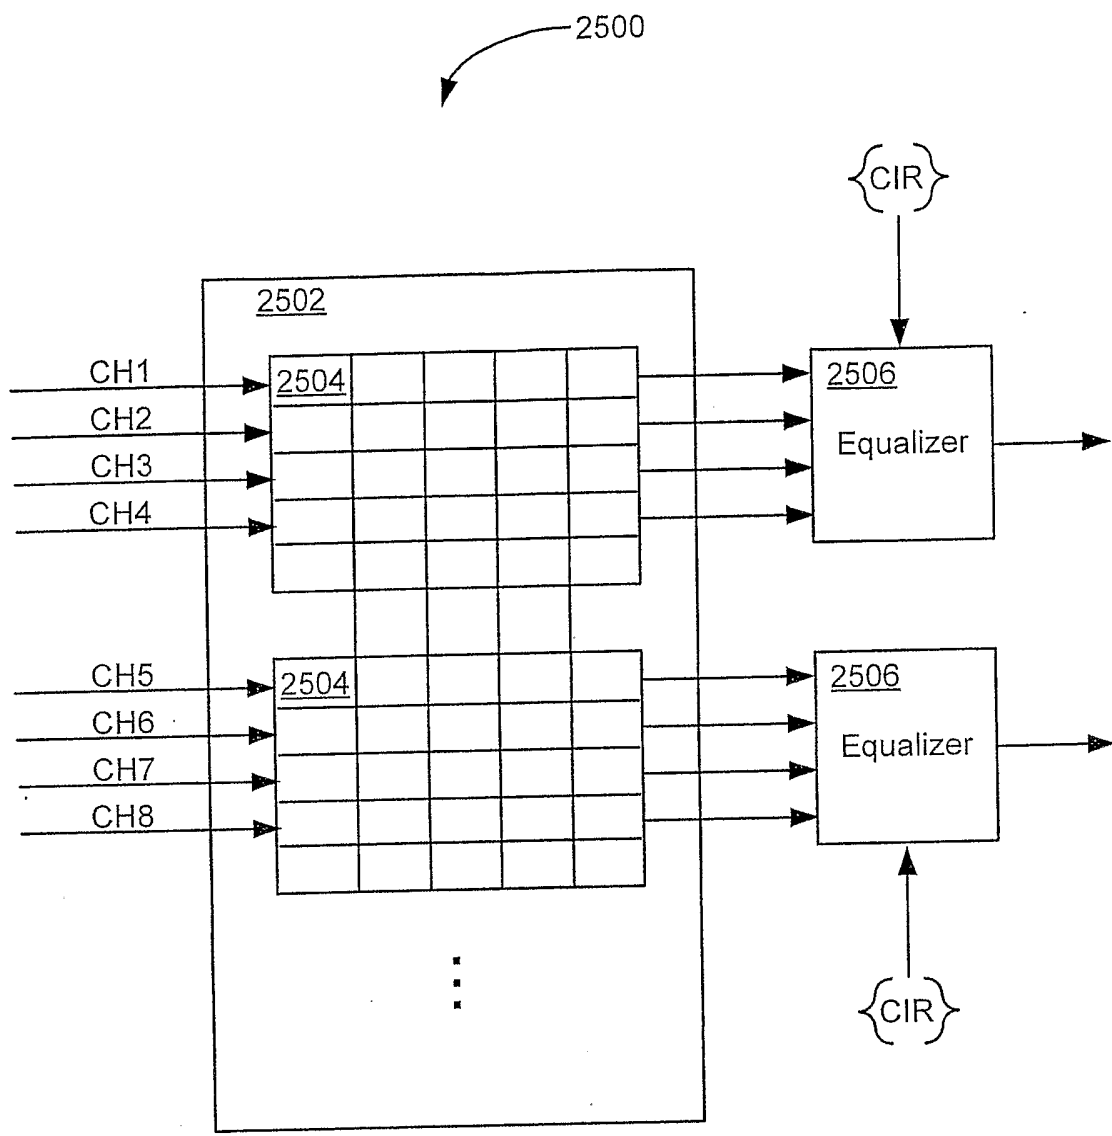 2500
{CIR}
2502
CH1
2504
2506
CH2
Equalizer
CH3
CH4
CH5
2504
2506
CH6
Equalizer
CH7
CH8
{CIR}